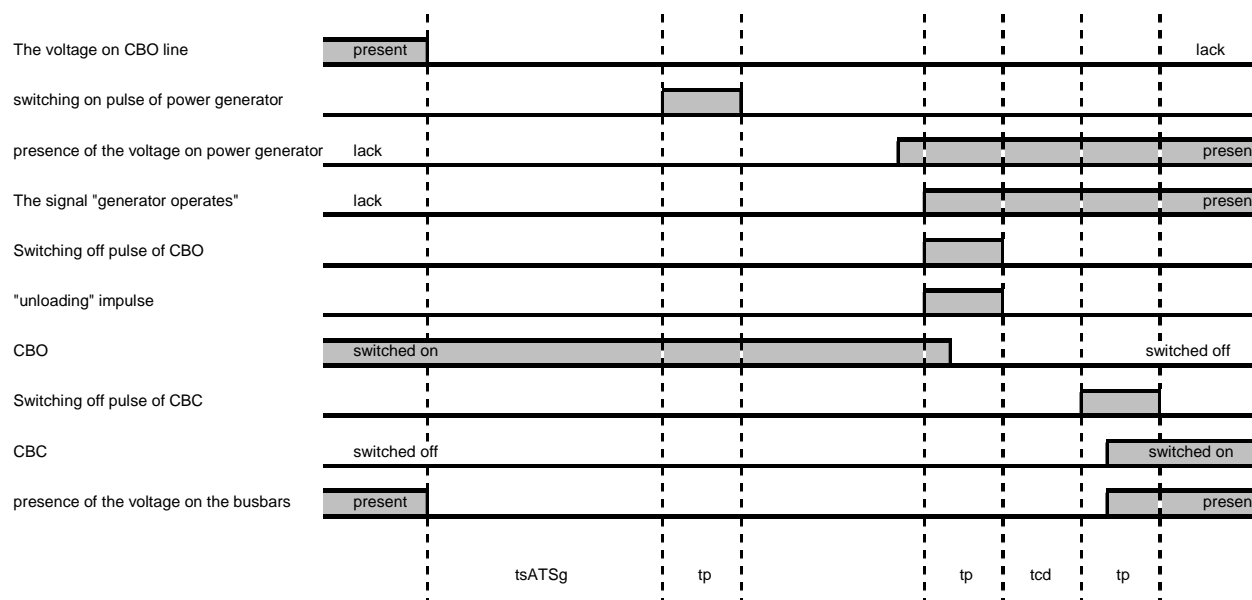 The voltage on CBO line present lack
switching on pulse of power generator
presence of the voltage on power generator lack presen
The signal "generator operates" lack presen
Switching off pulse of CBO
"unloading" impulse
CBO switched on switched off
Switching off pulse of CBC
CBC switched off switched on
presence of the voltage on the busbars present presen
tsATSg tp tp tcd tp